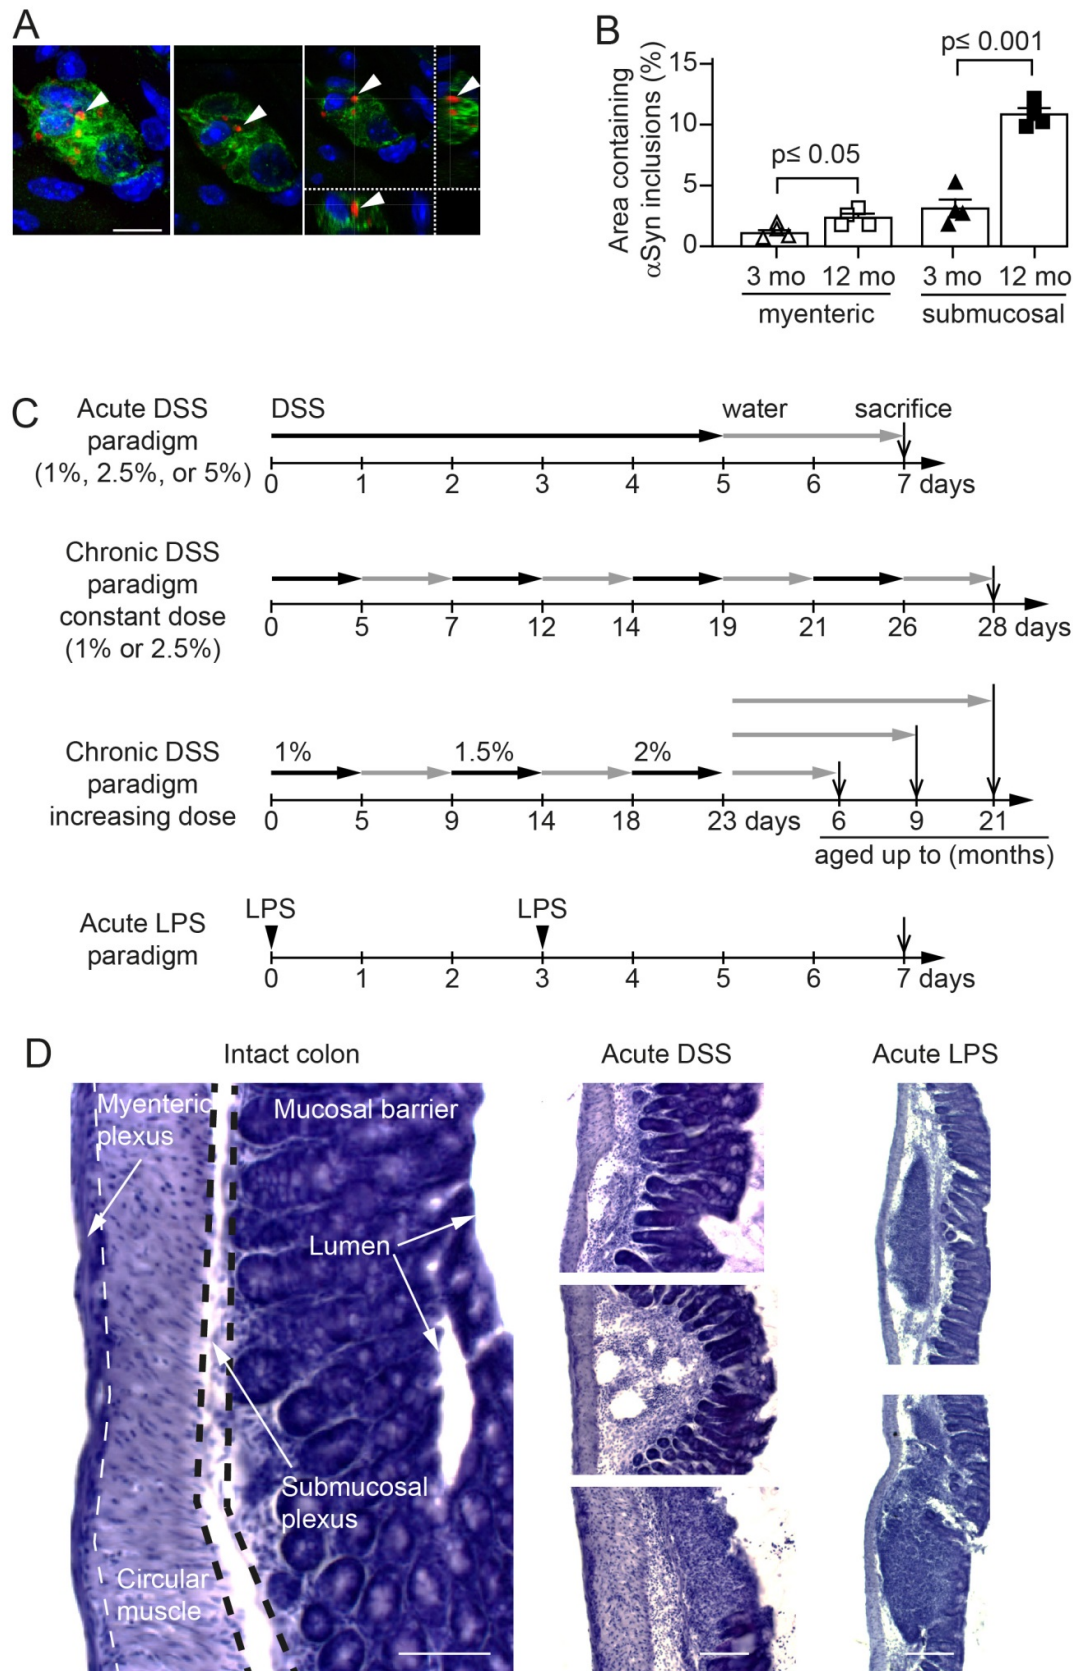 A
B
Area containing
αSyn inclusions (%)
15
10
5
0
p≤ 0.05
p≤ 0.001
3 mo 12 mo 3 mo 12 mo
myenteric submucosal
C
Acute DSS
paradigm
(1%, 2.5%, or 5%)
DSS water sacrifice
0 1 2 3 4 5 6 7 days
Chronic DSS
paradigm
constant dose
(1% or 2.5%)
0 5 7 12 14 19 21 26 28 days
Chronic DSS
paradigm
increasing dose
1% 1.5% 2%
0 5 9 14 18 23 days 6 9 21
aged up to (months)
Acute LPS
paradigm
LPS LPS
0 1 2 3 4 5 6 7 days
D
Intact colon Acute DSS Acute LPS
Myenteric
plexus
Mucosal barrier
Lumen
Submucosal
plexus
Circular
muscle